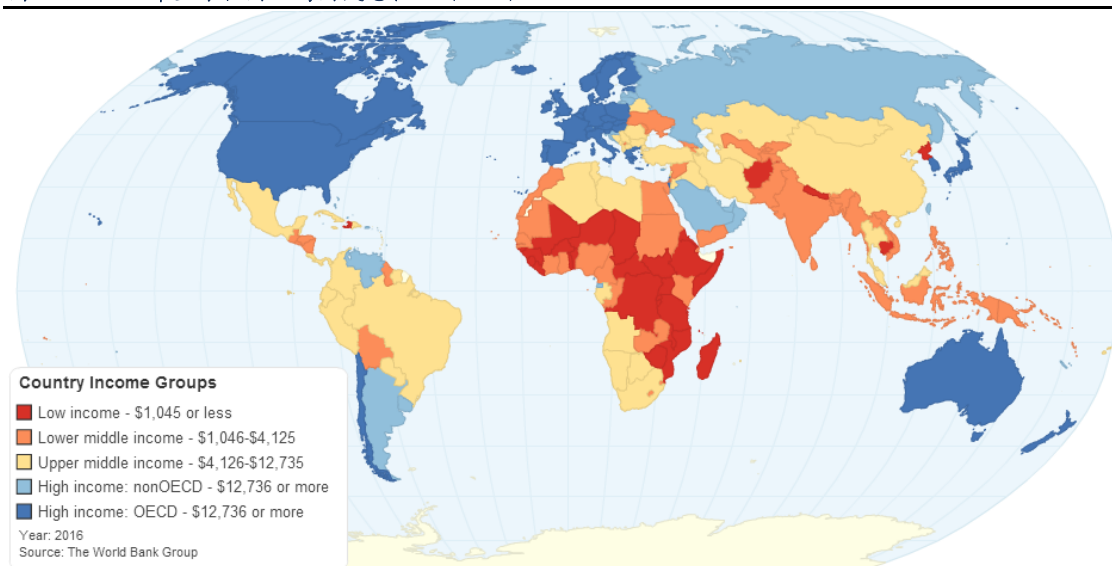 Country Income Groups
Low income - $1,045 or less
Lower middle income - $1,046-$4,125
Upper middle income - $4,126-$12,735
High income: nonOECD - $12,736 or more
High income: OECD - $12,736 or more
Year: 2016
Source: The World Bank Group